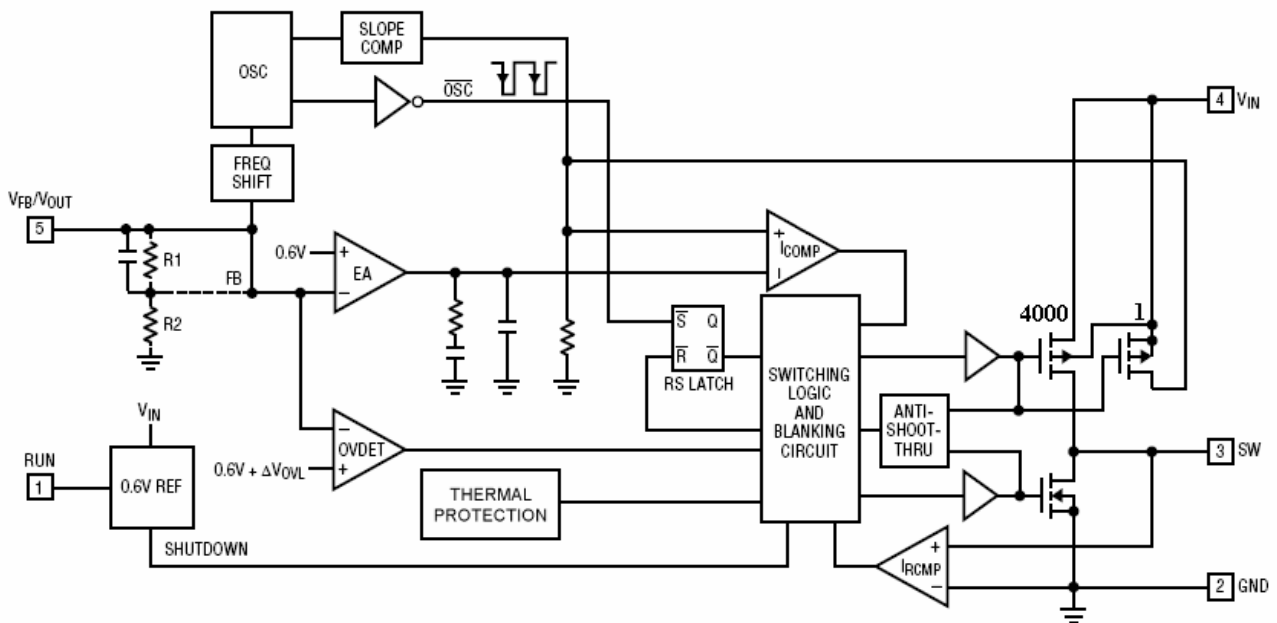 OSC
SLOPE
COMP
O̅S̅C̅
4
VIN
FREQ
SHIFT
VFB/VOUT
5
R1
FB
R2
0.6V
+
EA
−
+
ICOMP
−
S̅ Q
R̅ Q̅
RS LATCH
SWITCHING
LOGIC
AND
BLANKING
CIRCUIT
4000
1
ANTI-
SHOOT-
THRU
3
SW
VIN
RUN
1
0.6V REF
SHUTDOWN
−
OVDET
+
0.6V + ΔVOVL
THERMAL
PROTECTION
+
IRCMP
−
2
GND